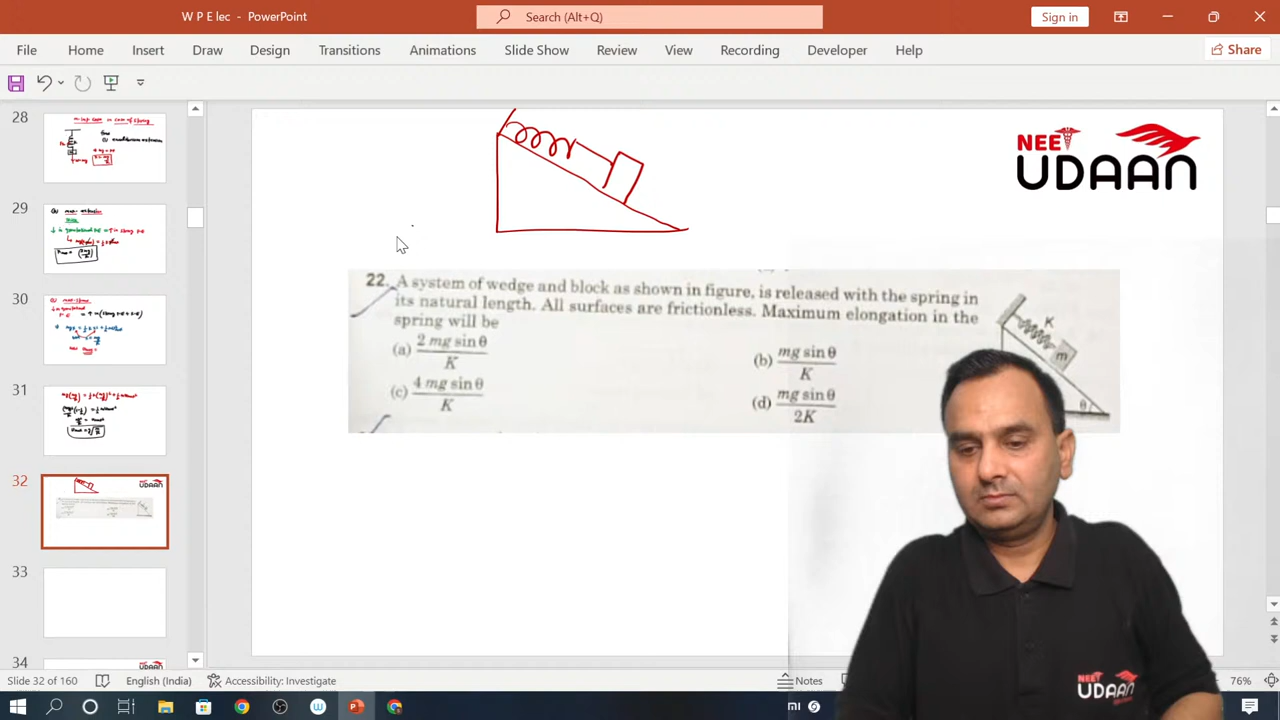 W P E lec - PowerPoint
Search (Alt+Q)
Sign in
File Home Insert Draw Design Slide Show Transitions Animations Review View Recording Developer Help
Share
28
29
30
31
32
33
34
NEET
UDAAN
22. A system of wedge and block as shown in figure, is released with the spring in
its natural length. All surfaces are frictionless. Maximum elongation in the
spring will be
(a) 2 mg sin θ / K
(b) mg sin θ / K
(c) 4 mg sin θ / K
(d) mg sin θ / 2K
K
m
θ
NEET
UDAAN
Slide 32 of 160
English (India)
Accessibility: Investigate
Notes
76%